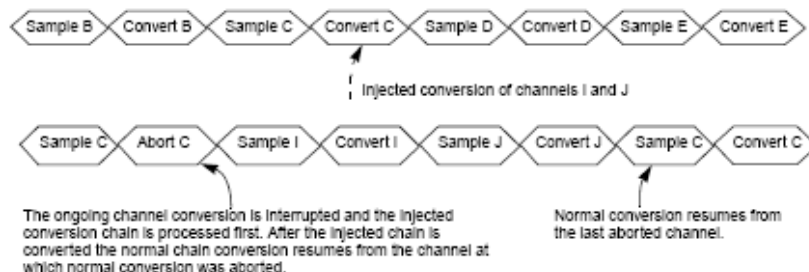 Sample B Convert B Sample C Convert C Sample D Convert D Sample E Convert E
Injected conversion of channels I and J
Sample C Abort C Sample I Convert I Sample J Convert J Sample C Convert C
The ongoing channel conversion is interrupted and the injected
conversion chain is processed first. After the injected chain is
converted the normal chain conversion resumes from the channel at
which normal conversion was aborted.
Normal conversion resumes from
the last aborted channel.